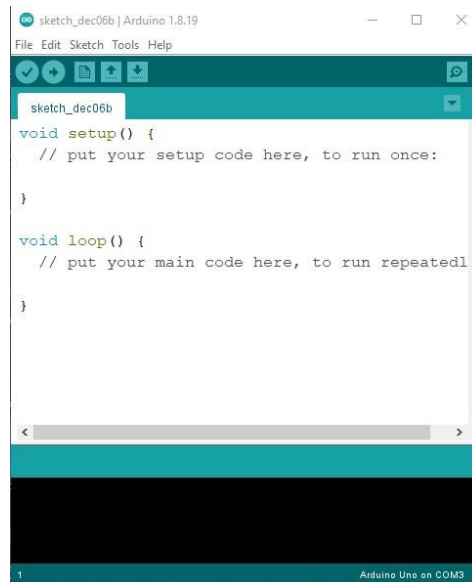 sketch_dec06b | Arduino 1.8.19
File Edit Sketch Tools Help
sketch_dec06b
void setup() {
  // put your setup code here, to run once:
}
void loop() {
  // put your main code here, to run repeatedl
}
1
Arduino Uno on COM3